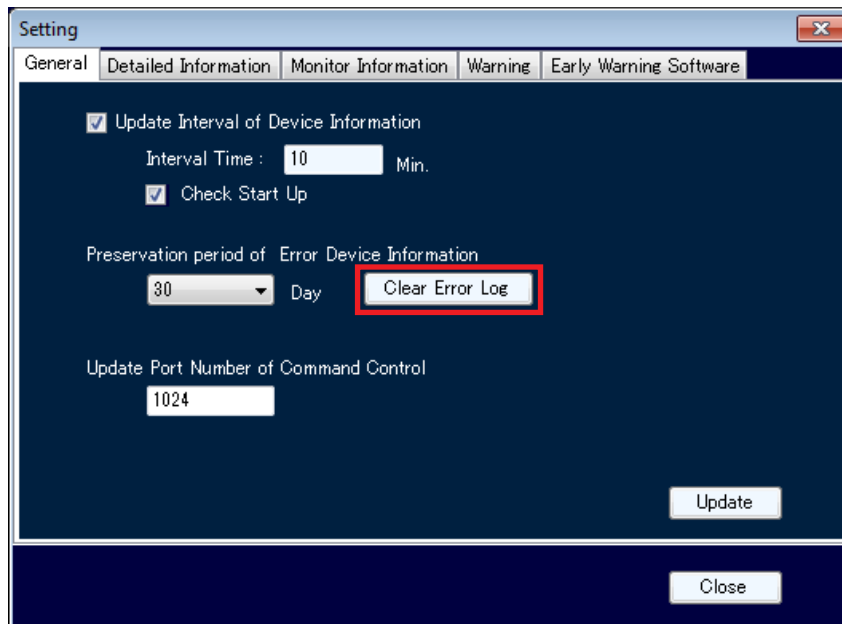 Setting
General Detailed Information Monitor Information Warning Early Warning Software
Update Interval of Device Information
Interval Time : 10 Min.
Check Start Up
Preservation period of Error Device Information
30 Day Clear Error Log
Update Port Number of Command Control
1024
Update
Close